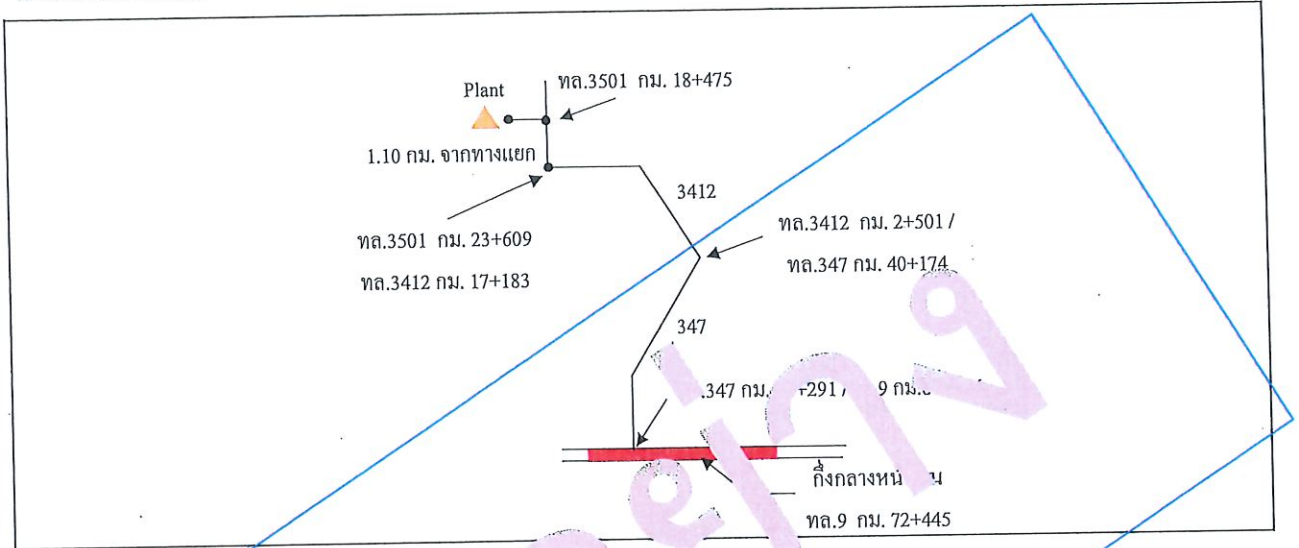 Plant
ทล.3501 กม. 18+475
1.10 กม. จากทางแยก
3412
ทล.3501 กม. 23+609
ทล.3412 กม. 17+183
ทล.3412 กม. 2+501 /
ทล.347 กม. 40+174
347
.347 กม. +291 / 9 กม.
กึ่งกลางหน้
ทล.9 กม. 72+445